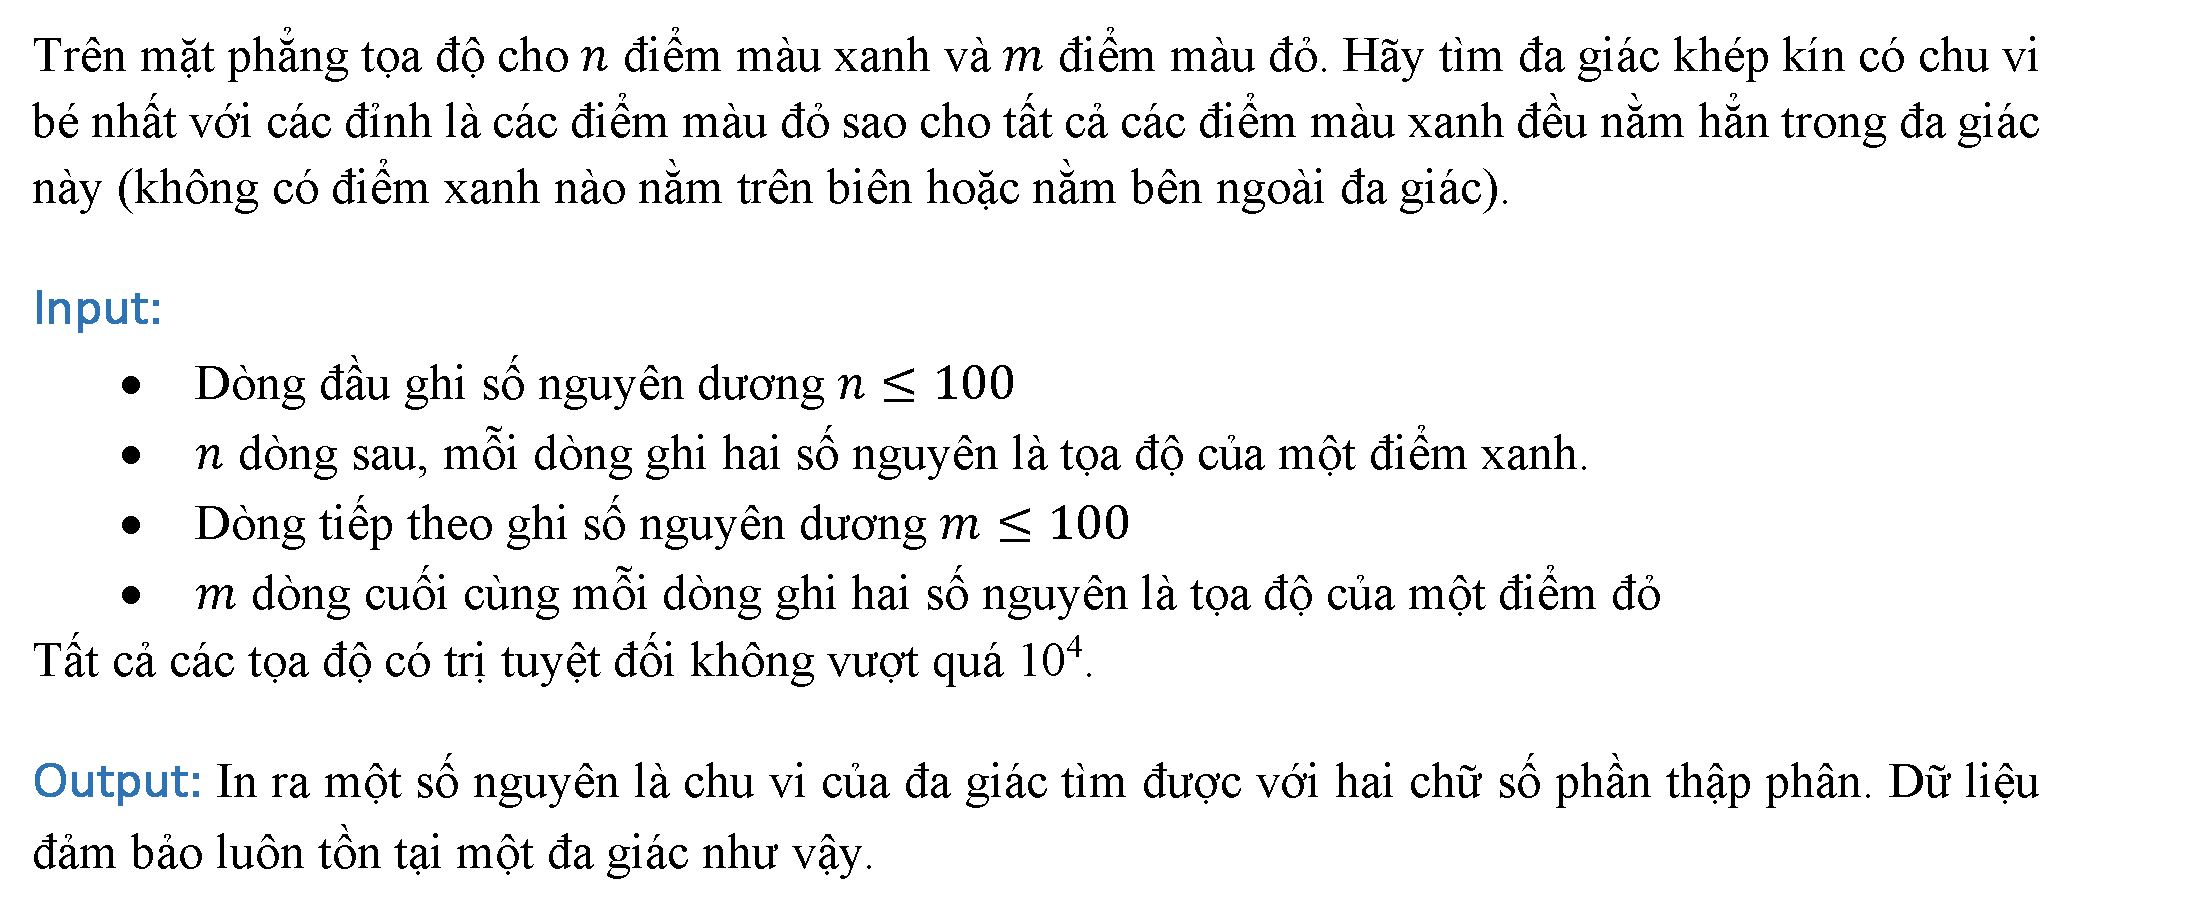 Trên mặt phẳng tọa độ cho n điểm màu xanh và m điểm màu đỏ. Hãy tìm đa giác khép kín có chu vi
bé nhất với các đỉnh là các điểm màu đỏ sao cho tất cả các điểm màu xanh đều nằm hẳn trong đa giác
này (không có điểm xanh nào nằm trên biên hoặc nằm bên ngoài đa giác).
Input:
• Dòng đầu ghi số nguyên dương n ≤ 100
• n dòng sau, mỗi dòng ghi hai số nguyên là tọa độ của một điểm xanh.
• Dòng tiếp theo ghi số nguyên dương m ≤ 100
• m dòng cuối cùng mỗi dòng ghi hai số nguyên là tọa độ của một điểm đỏ
Tất cả các tọa độ có trị tuyệt đối không vượt quá 10⁴.
Output: In ra một số nguyên là chu vi của đa giác tìm được với hai chữ số phần thập phân. Dữ liệu
đảm bảo luôn tồn tại một đa giác như vậy.